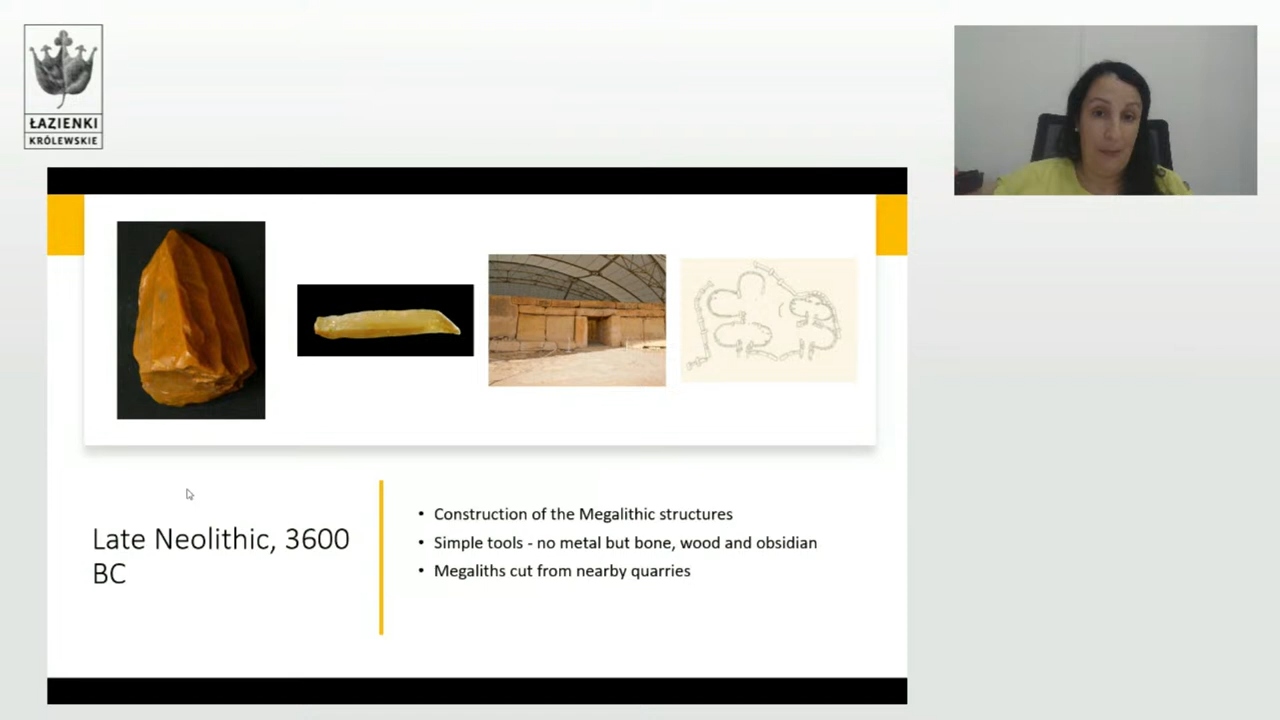 ŁAZIENKI
KRÓLEWSKIE
Late Neolithic, 3600
BC
• Construction of the Megalithic structures
• Simple tools - no metal but bone, wood and obsidian
• Megaliths cut from nearby quarries